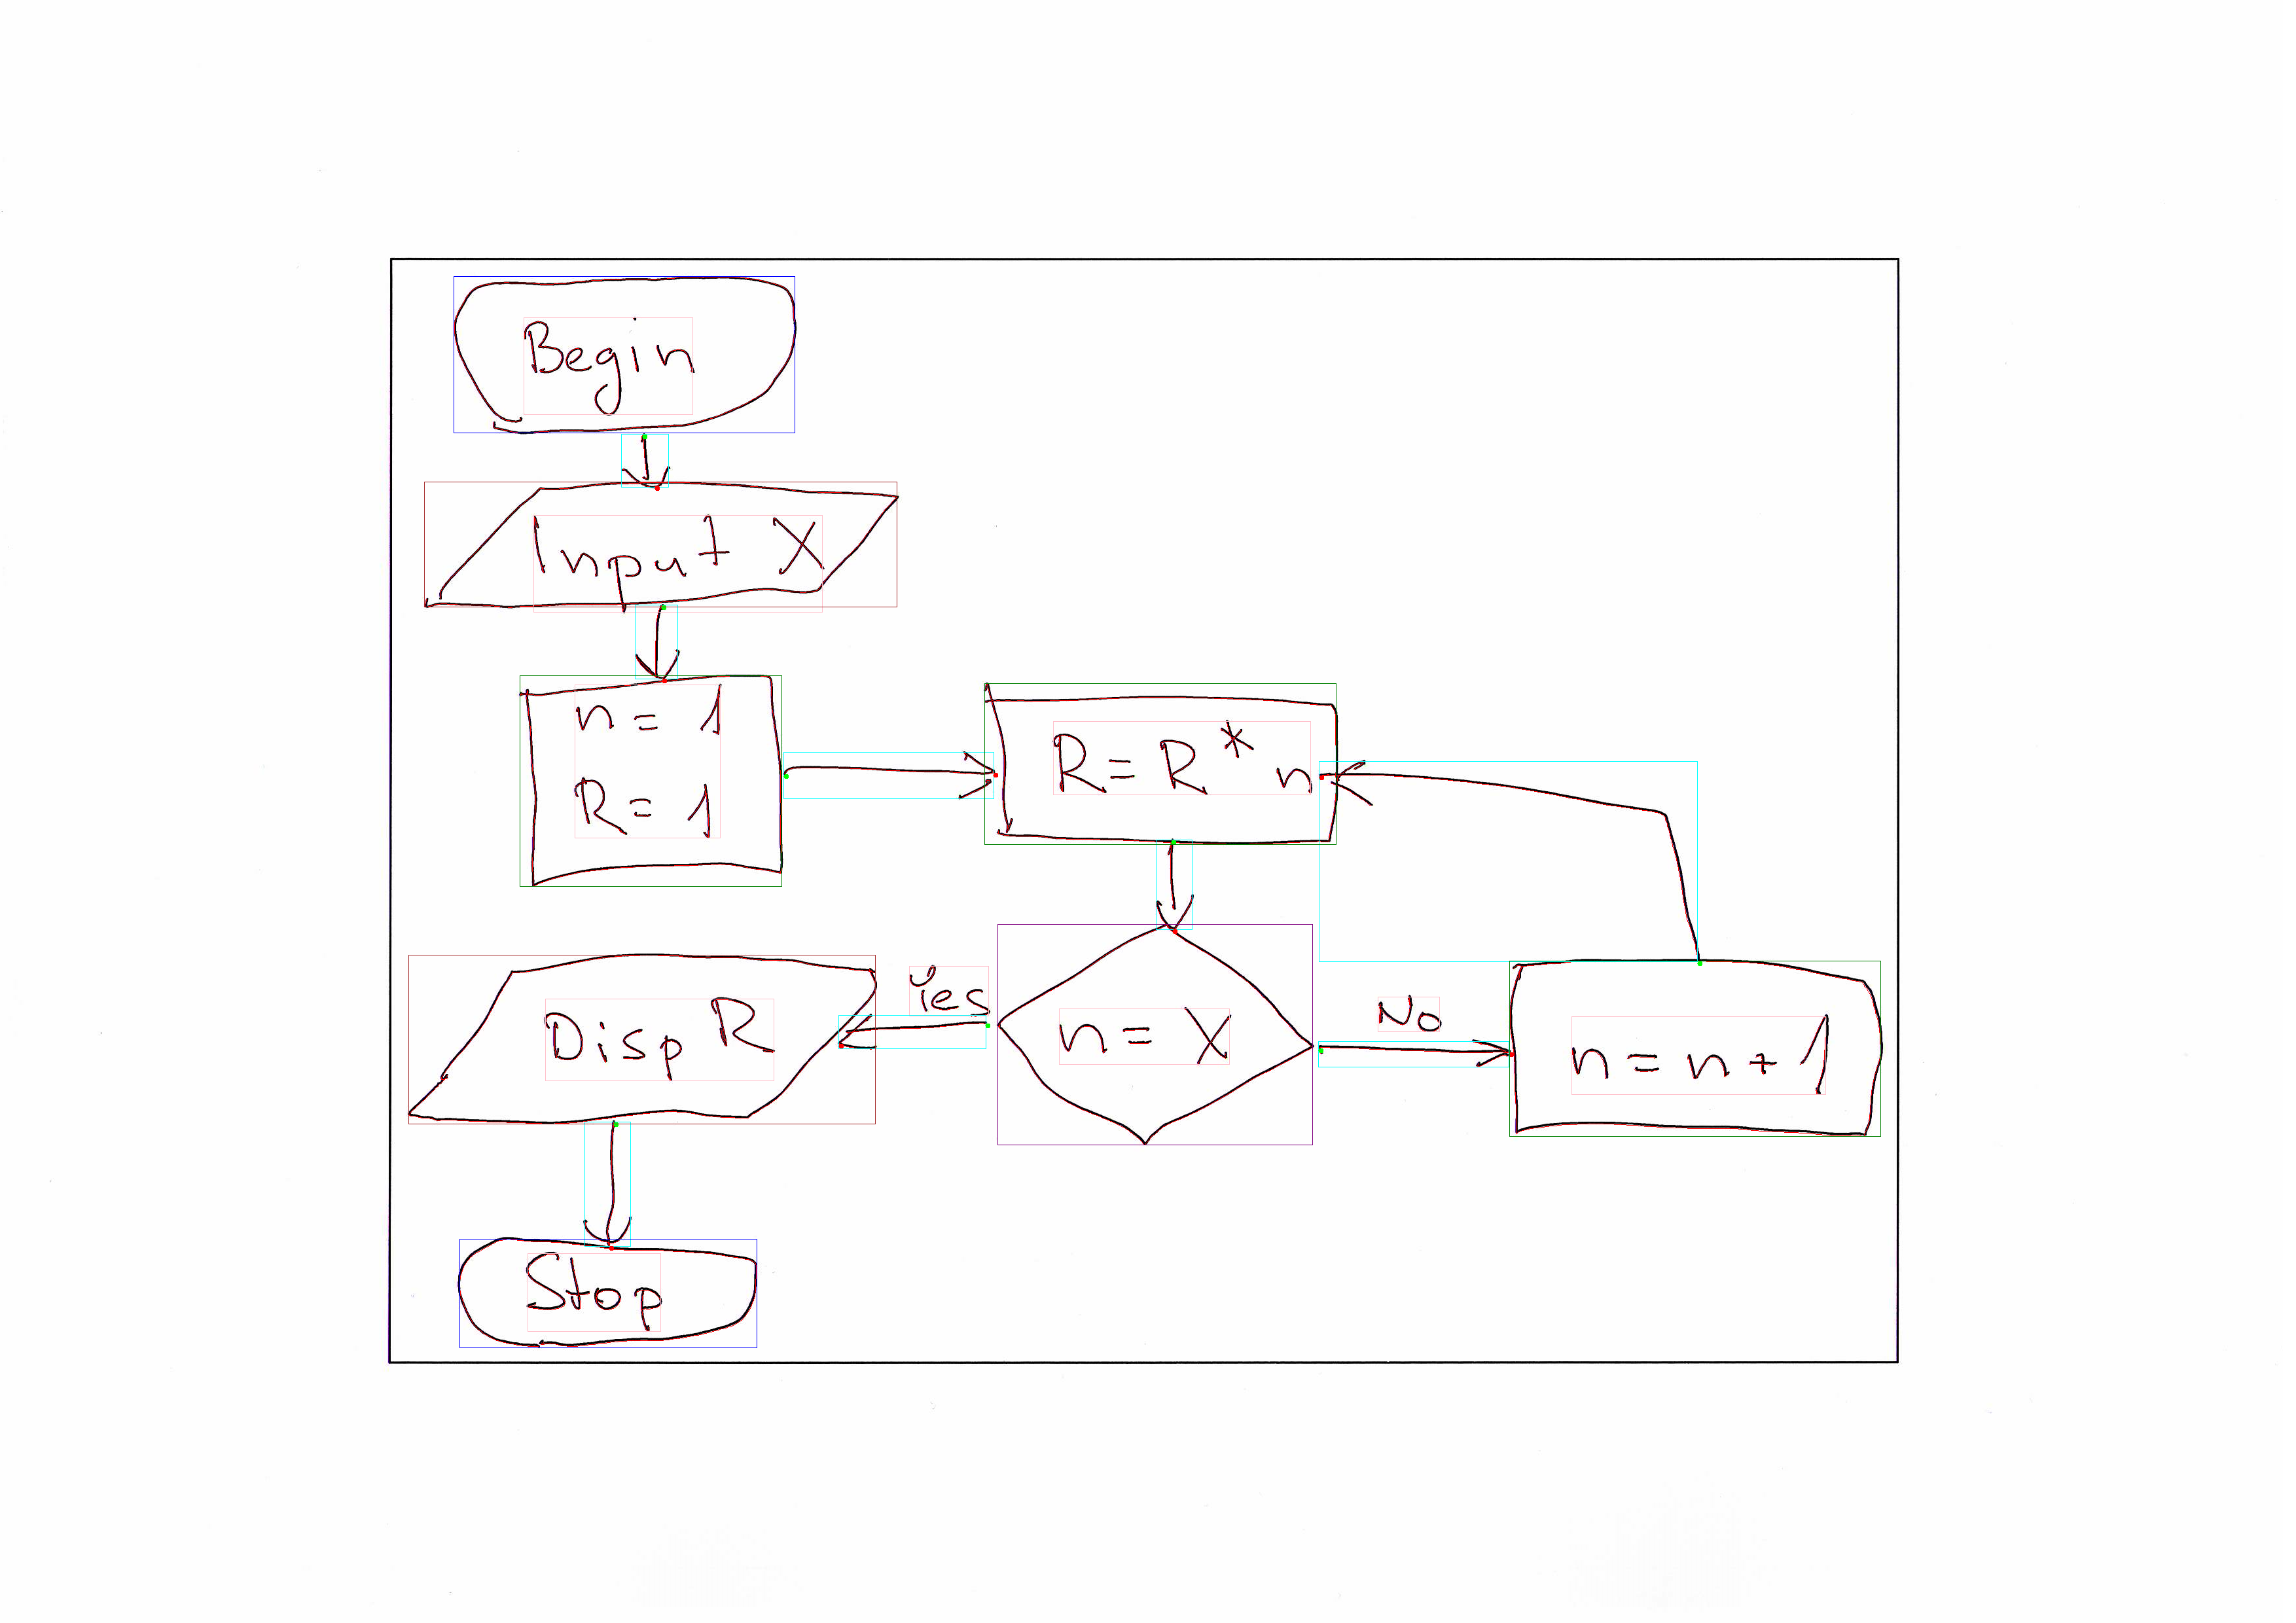 Begin
Input X
n = 1
R = 1
R = R * n
n = X
Yes
No
n = n + 1
Disp R
Stop